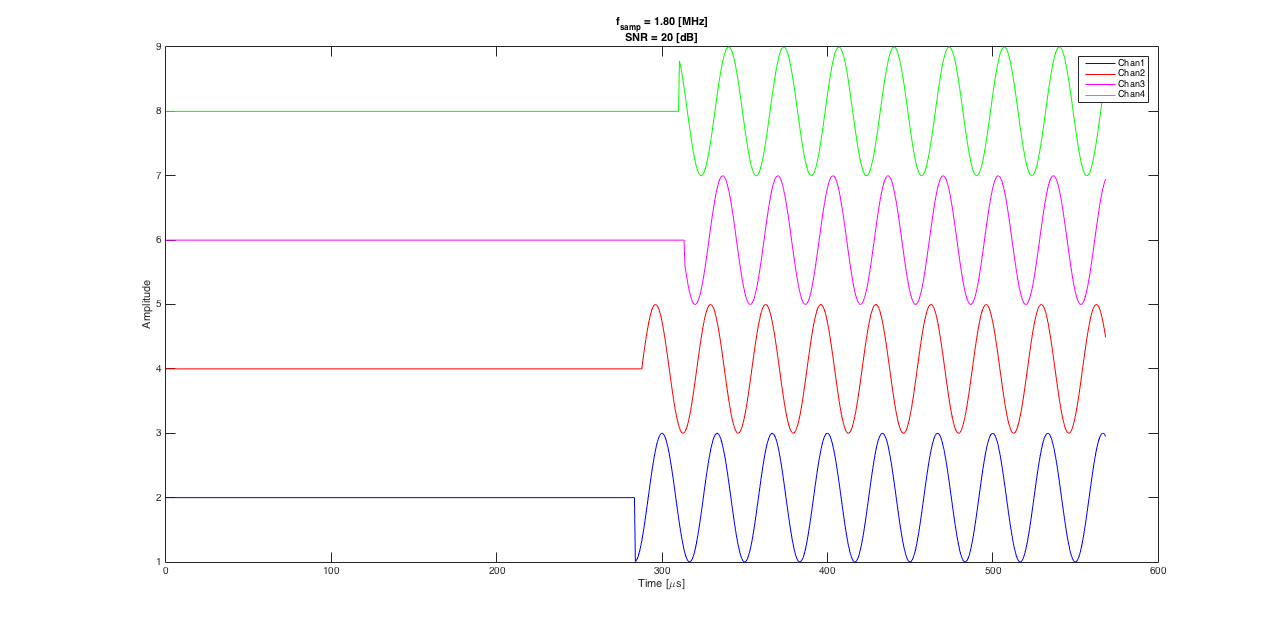 f_samp = 1.80 [MHz]
SNR = 20 [dB]
Chan1
Chan2
Chan3
Chan4
9
8
7
6
5
4
3
2
1
Amplitude
0 100 200 300 400 500 600
Time [μs]